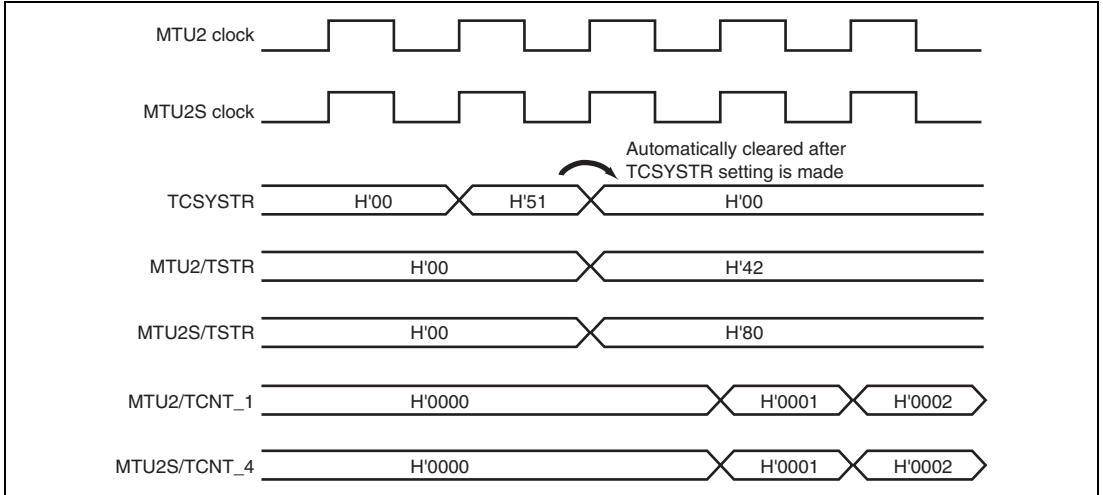 MTU2 clock
MTU2S clock
Automatically cleared after
TCSYSTR setting is made
TCSYSTR H'00 H'51 H'00
MTU2/TSTR H'00 H'42
MTU2S/TSTR H'00 H'80
MTU2/TCNT_1 H'0000 H'0001 H'0002
MTU2S/TCNT_4 H'0000 H'0001 H'0002